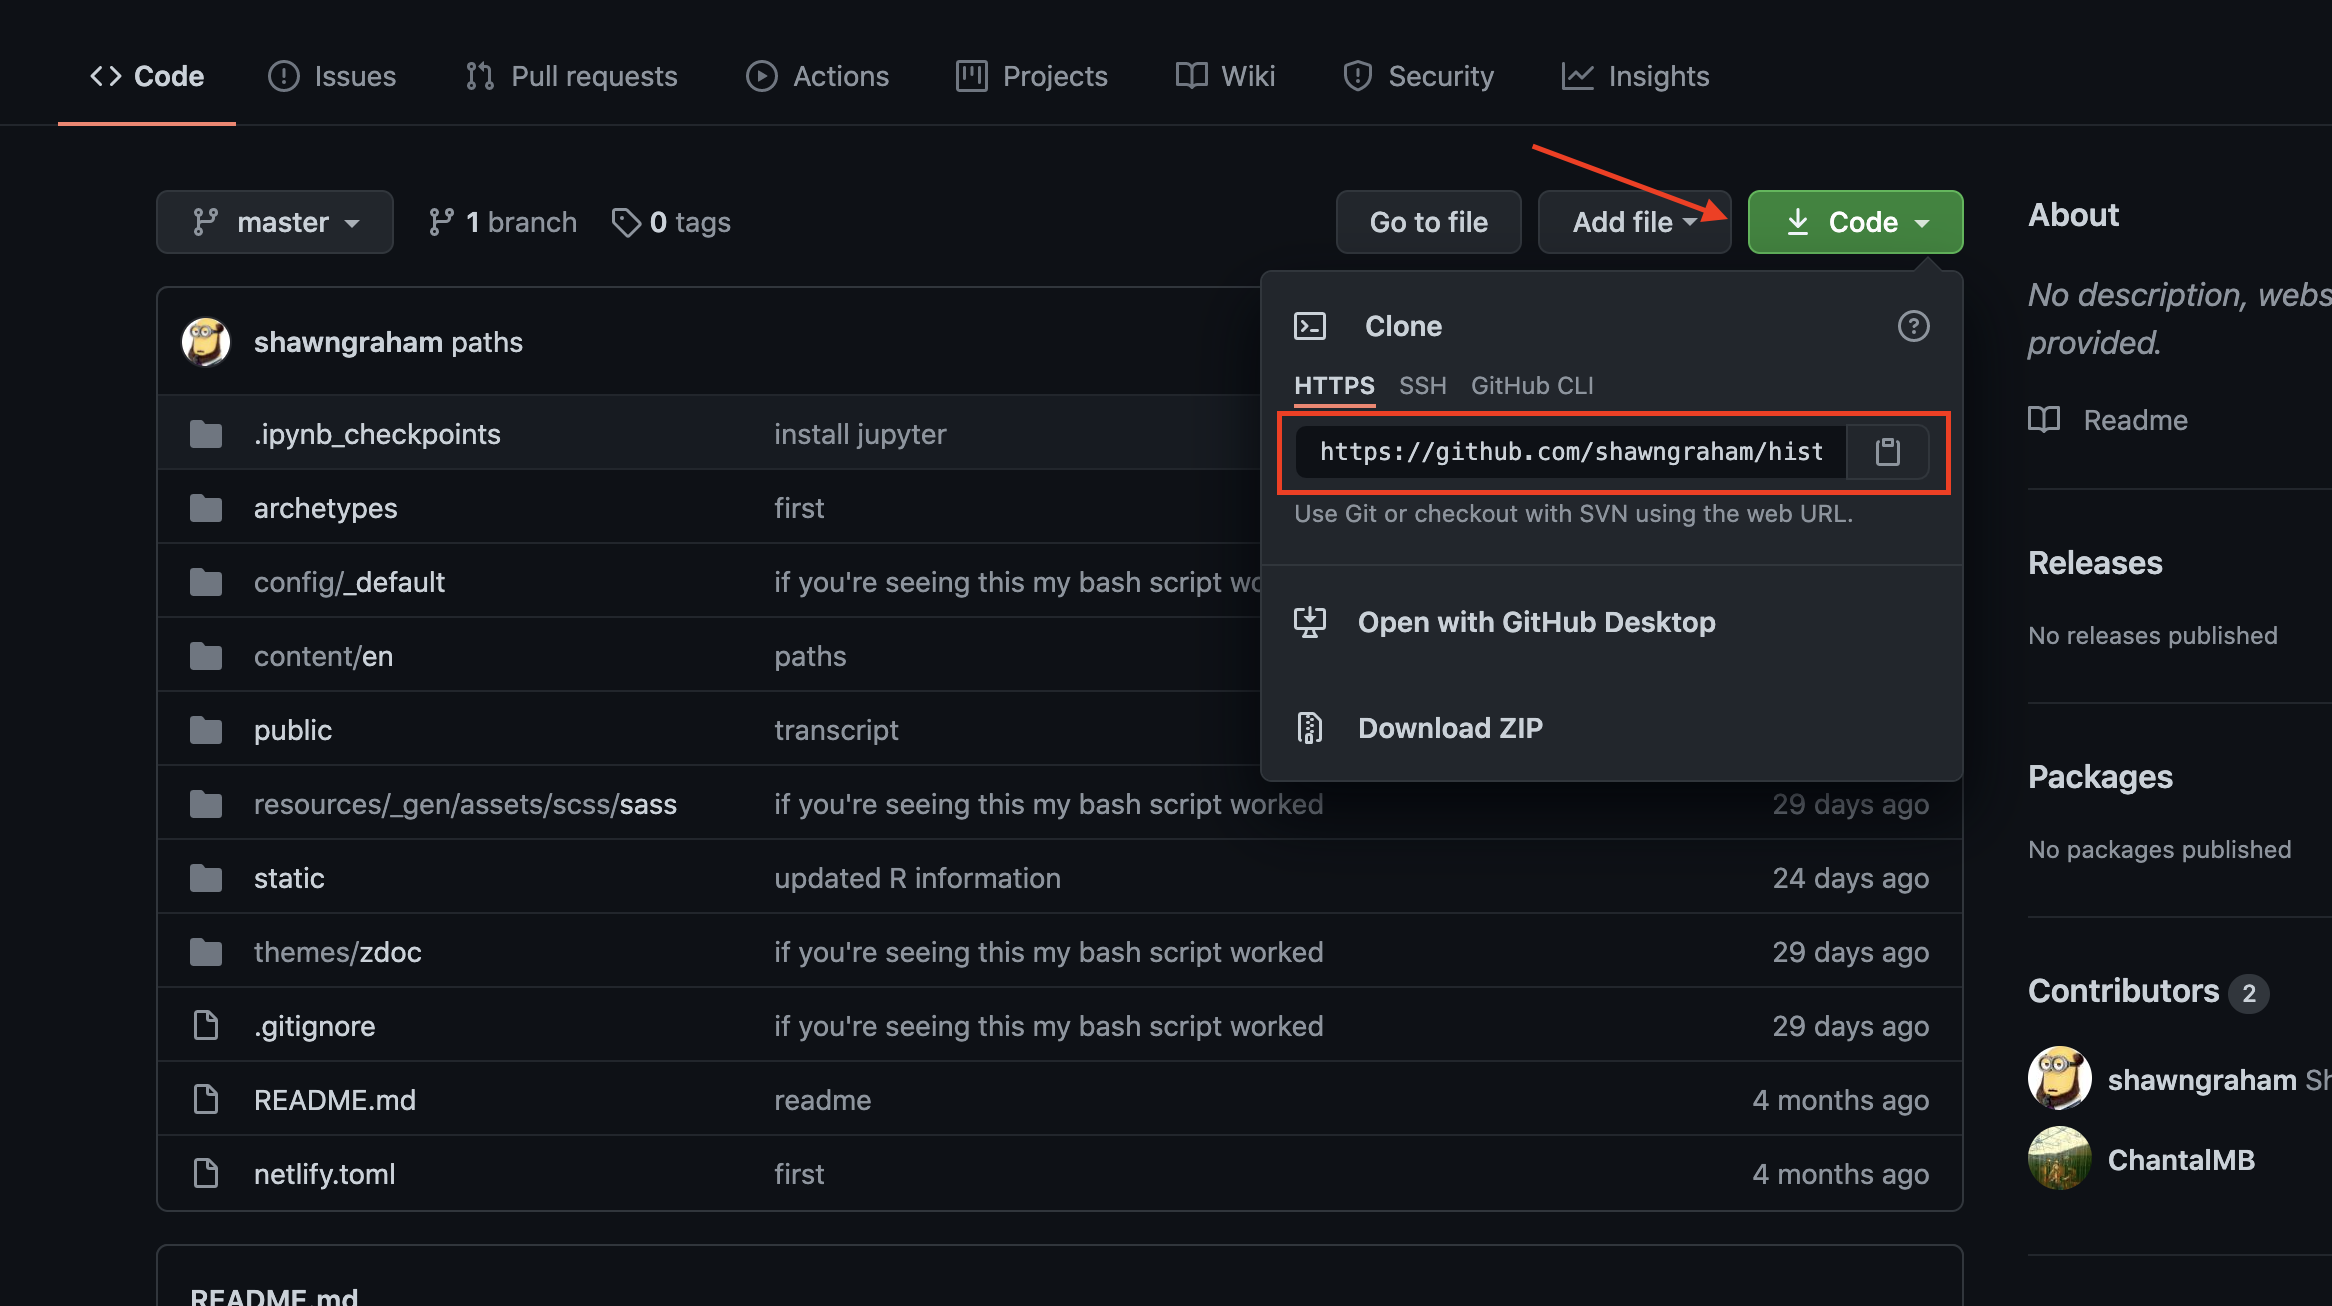 Code Issues Pull requests Actions Projects Wiki Security Insights
master 1 branch 0 tags Go to file Add file Code
shawngraham paths
.ipynb_checkpoints install jupyter
archetypes first
config/_default if you're seeing this my bash script wo
content/en paths
public transcript
resources/_gen/assets/scss/sass if you're seeing this my bash script worked 29 days ago
static updated R information 24 days ago
themes/zdoc if you're seeing this my bash script worked 29 days ago
.gitignore if you're seeing this my bash script worked 29 days ago
README.md readme 4 months ago
netlify.toml first 4 months ago
README.md
Clone
HTTPS SSH GitHub CLI
https://github.com/shawngraham/hist
Use Git or checkout with SVN using the web URL.
Open with GitHub Desktop
Download ZIP
About
No description, webs
provided.
Readme
Releases
No releases published
Packages
No packages published
Contributors 2
shawngraham Sh
ChantalMB